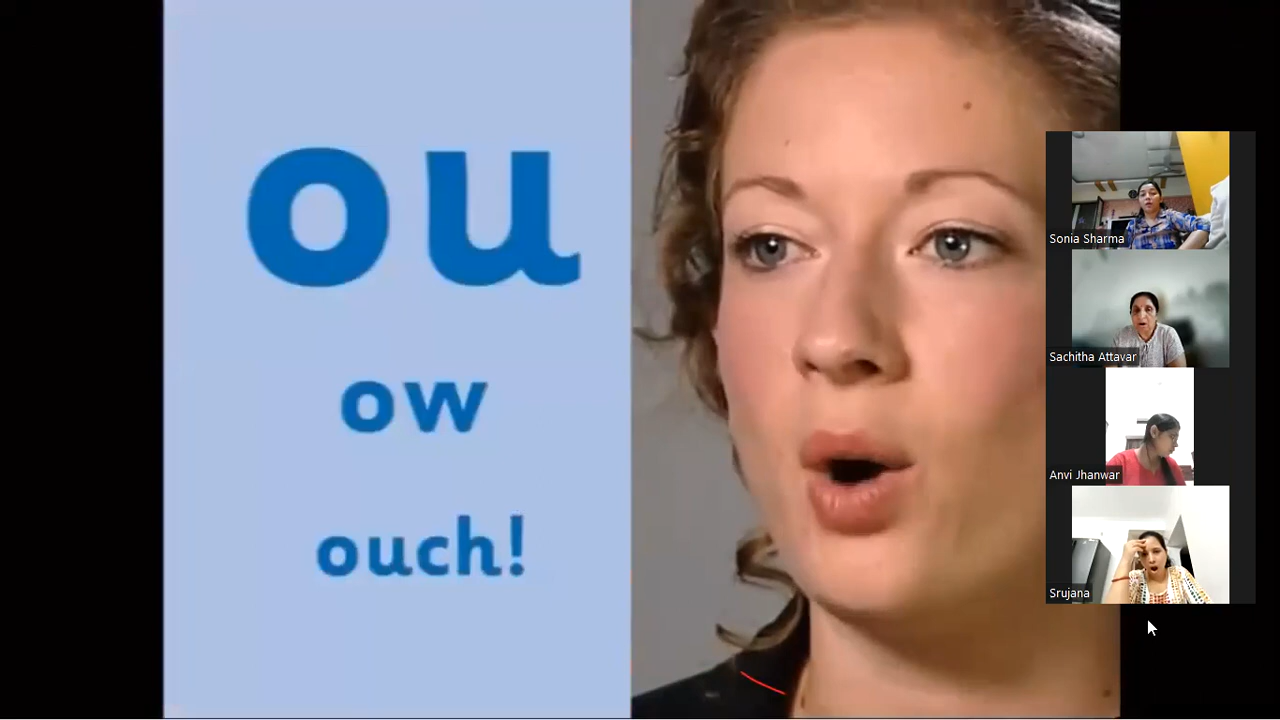 ou
ow
ouch!
Sonia Sharma
Sachitha Attavar
Anvi Jhanwar
Srujana